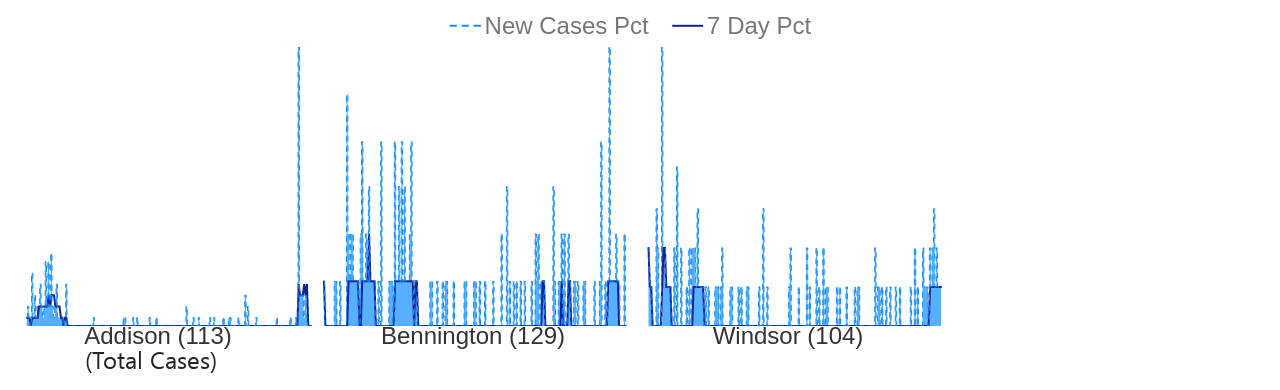 New Cases Pct 7 Day Pct
Addison (113) Bennington (129) Windsor (104)
(Total Cases)